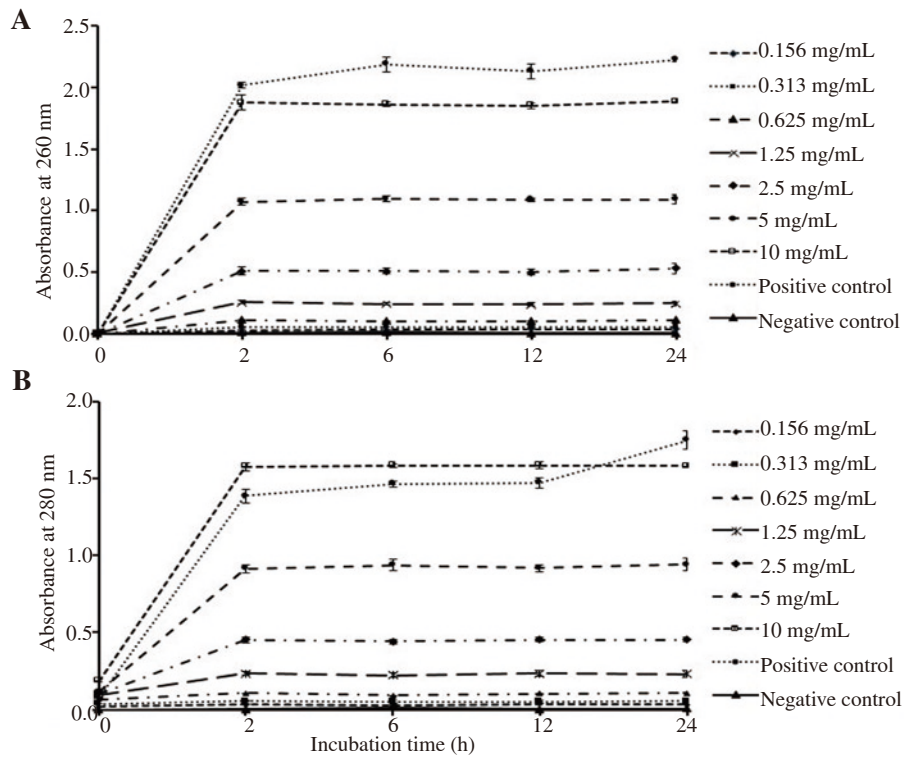 A
2.5
2.0
1.5
1.0
0.5
0.0
Absorbance at 260 nm
0 2 6 12 24
0.156 mg/mL
0.313 mg/mL
0.625 mg/mL
1.25 mg/mL
2.5 mg/mL
5 mg/mL
10 mg/mL
Positive control
Negative control
B
2.0
1.5
1.0
0.5
0.0
Absorbance at 280 nm
0 2 6 12 24
Incubation time (h)
0.156 mg/mL
0.313 mg/mL
0.625 mg/mL
1.25 mg/mL
2.5 mg/mL
5 mg/mL
10 mg/mL
Positive control
Negative control